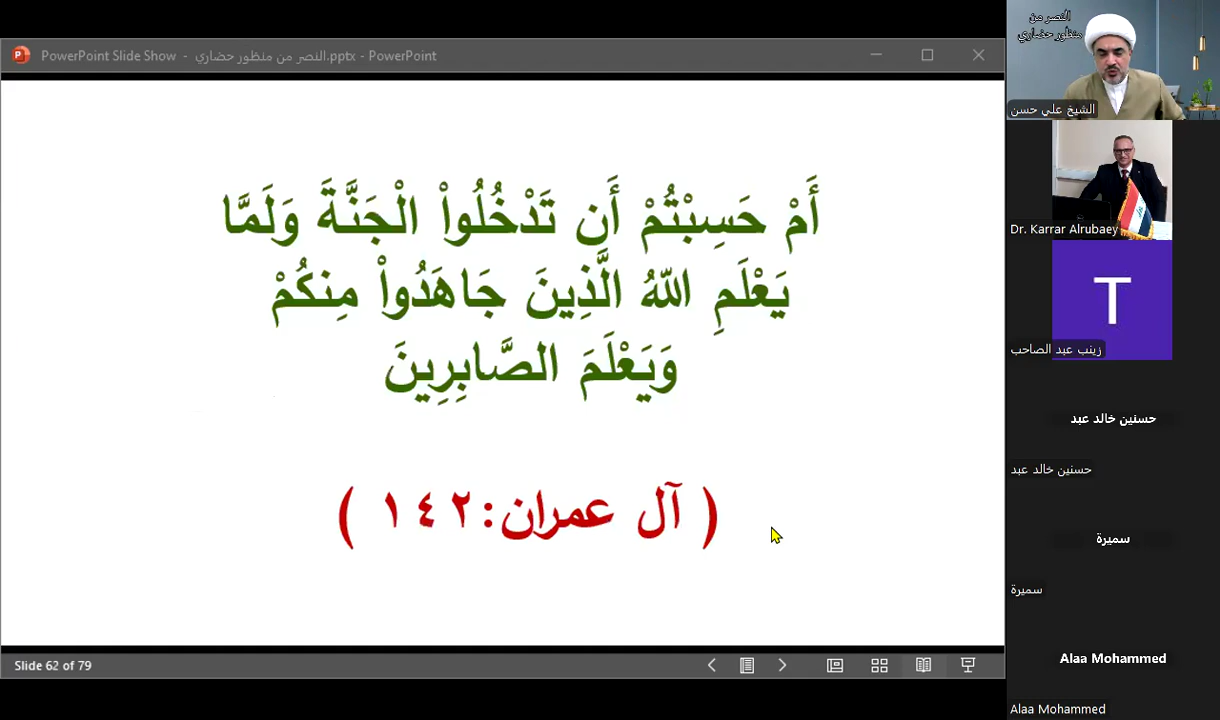 PowerPoint Slide Show - النصر من منظور حضاري.pptx - PowerPoint
أَمْ حَسِبْتُمْ أَن تَدْخُلُواْ الْجَنَّةَ وَلَمَّا
يَعْلَمِ اللّهُ الَّذِينَ جَاهَدُواْ مِنكُمْ
وَيَعْلَمَ الصَّابِرِينَ
( آل عمران:١٤٢ )
Slide 62 of 79
النصر من
منظور حضاري
الشيخ علي حسن
Dr. Karrar Alrubaey
T
زينب عبد الصاحب
حسنين خالد عبد
حسنين خالد عبد
سميرة
سميرة
Alaa Mohammed
Alaa Mohammed